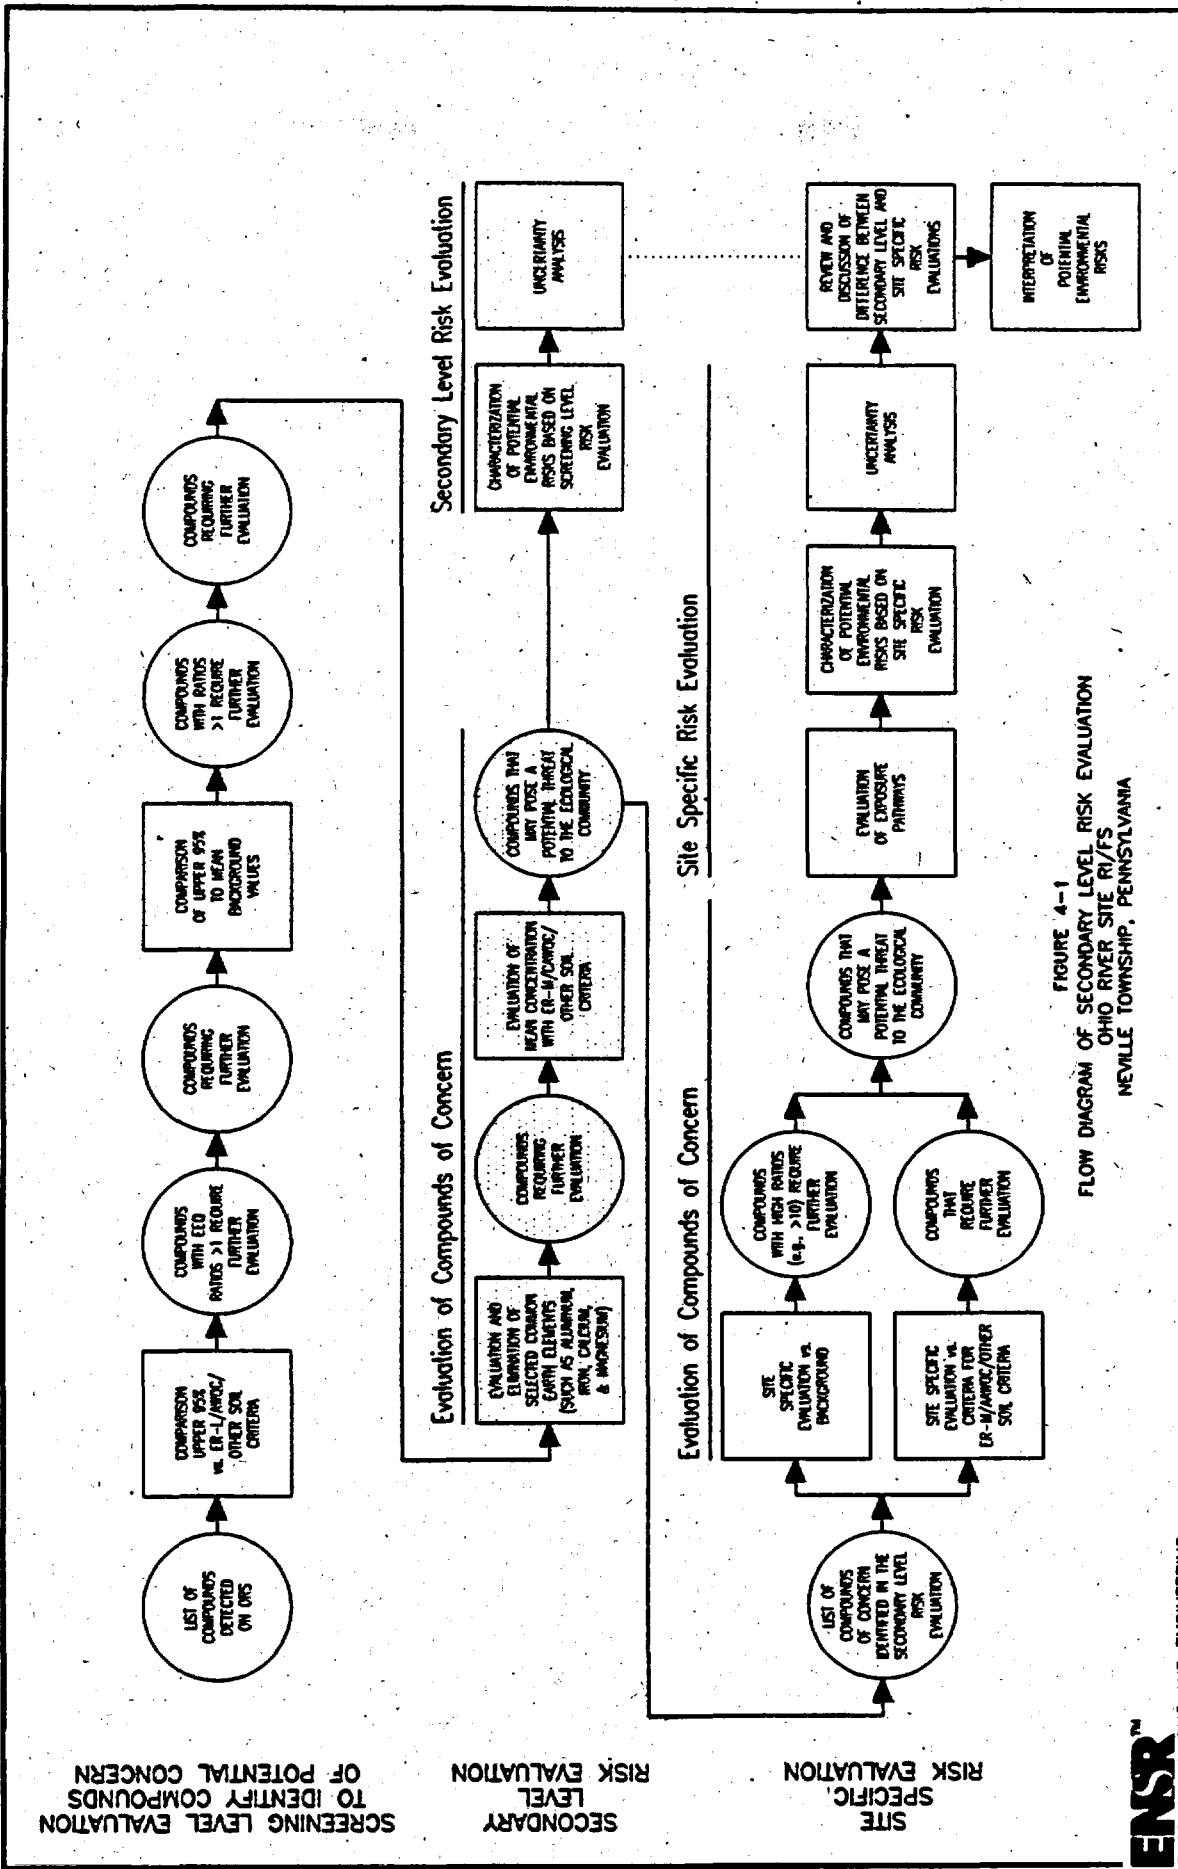 SCREENING LEVEL EVALUATION
TO IDENTIFY COMPOUNDS
OF POTENTIAL CONCERN
LIST OF
COMPOUNDS
DETECTED
ON ORS
COMPARISON
UPPER 95%
vs. ER-L/AWQC/
OTHER SOIL
CRITERIA
COMPOUNDS
WITH EEQ
RATIOS >1 REQUIRE
FURTHER
EVALUATION
COMPOUNDS
REQUIRING
FURTHER
EVALUATION
COMPARISON
OF UPPER 95%
TO MEAN
BACKGROUND
VALUES
COMPOUNDS
WITH RATIOS
>1 REQUIRE
FURTHER
EVALUATION
COMPOUNDS
REQUIRING
FURTHER
EVALUATION
SECONDARY
LEVEL
RISK EVALUATION
Evaluation of Compounds of Concern
EVALUATION AND
ELIMINATION OF
SELECTED COMMON
EARTH ELEMENTS
(SUCH AS ALUMINUM,
IRON, CALCIUM,
& MAGNESIUM)
COMPOUNDS
REQUIRING
FURTHER
EVALUATION
EVALUATION OF
MEAN CONCENTRATION
WITH ER-M/CAWQC/
OTHER SOIL
CRITERIA
COMPOUNDS THAT
MAY POSE A
POTENTIAL THREAT
TO THE ECOLOGICAL
COMMUNITY
Secondary Level Risk Evaluation
CHARACTERIZATION
OF POTENTIAL
ENVIRONMENTAL
RISKS BASED ON
SCREENING LEVEL
RISK
EVALUATION
UNCERTAINTY
ANALYSIS
SITE
SPECIFIC.
RISK EVALUATION
LIST OF
COMPOUNDS
OF CONCERN
IDENTIFIED IN THE
SECONDARY LEVEL
RISK
EVALUATION
Evaluation of Compounds of Concern
SITE
SPECIFIC
EVALUATION vs.
BACKGROUND
COMPOUNDS
WITH HIGH RATIOS
(e.g., >10) REQUIRE
FURTHER
EVALUATION
SITE SPECIFIC
EVALUATION vs.
CRITERIA FOR
ER-M/AWQC/OTHER
SOIL CRITERIA
COMPOUNDS
THAT
REQUIRE
FURTHER
EVALUATION
COMPOUNDS THAT
MAY POSE A
POTENTIAL THREAT
TO THE ECOLOGICAL
COMMUNITY
Site Specific Risk Evaluation
EVALUATION
OF EXPOSURE
PATHWAYS
CHARACTERIZATION
OF POTENTIAL
ENVIRONMENTAL
RISKS BASED ON
SITE SPECIFIC
RISK
EVALUATION
UNCERTAINTY
ANALYSIS
REVIEW AND
DISCUSSION OF
DIFFERENCE BETWEEN
SECONDARY LEVEL AND
SITE SPECIFIC
RISK
EVALUATIONS
INTERPRETATION
OF
POTENTIAL
ENVIRONMENTAL
RISKS
FIGURE 4-1
FLOW DIAGRAM OF SECONDARY LEVEL RISK EVALUATION
OHIO RIVER SITE RI/FS
NEVILLE TOWNSHIP, PENNSYLVANIA
ENSR™